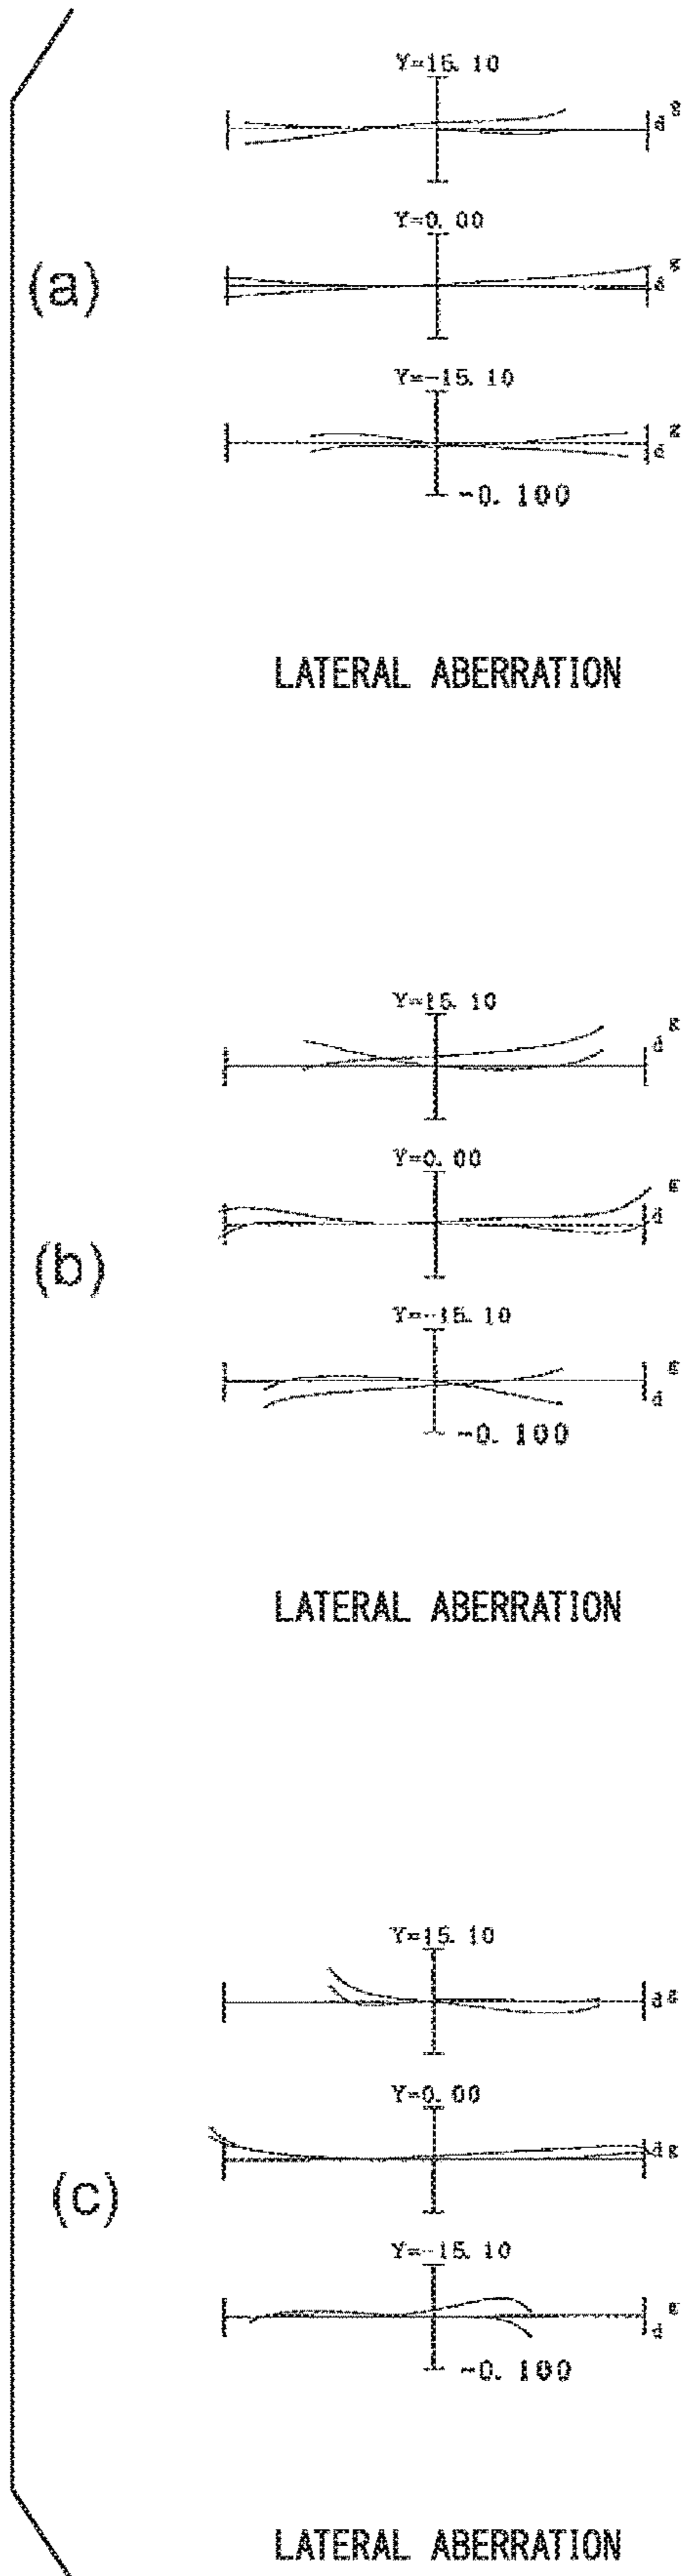 (a)
Y=15. 10
d g
Y=0. 00
d g
Y=-15. 10
d g
-0. 100
LATERAL ABERRATION
(b)
Y=15. 10
d g
Y=0. 00
d g
Y=-15. 10
d g
-0. 100
LATERAL ABERRATION
(c)
Y=15. 10
d g
Y=0. 00
d g
Y=-15. 10
d g
-0. 100
LATERAL ABERRATION